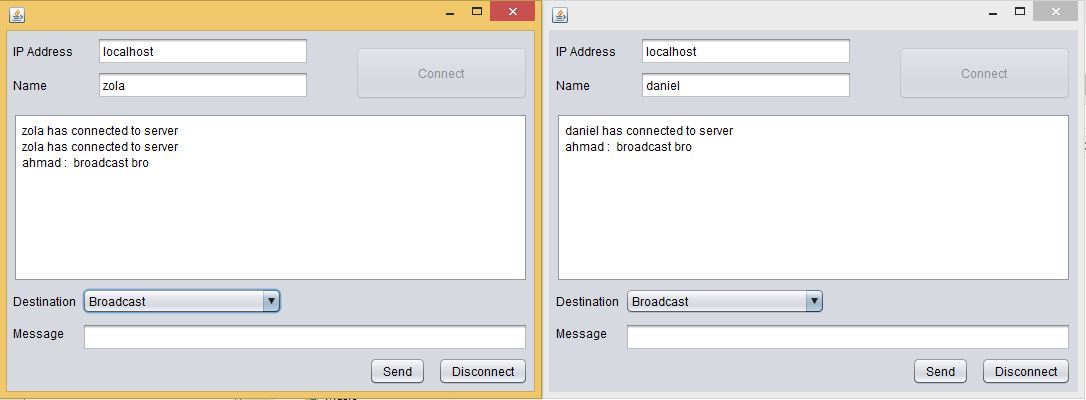 IP Address localhost
Connect
Name zola
zola has connected to server
zola has connected to server
ahmad :  broadcast bro
Destination Broadcast
Message
Send Disconnect
IP Address localhost
Connect
Name daniel
daniel has connected to server
ahmad :  broadcast bro
Destination Broadcast
Message
Send Disconnect